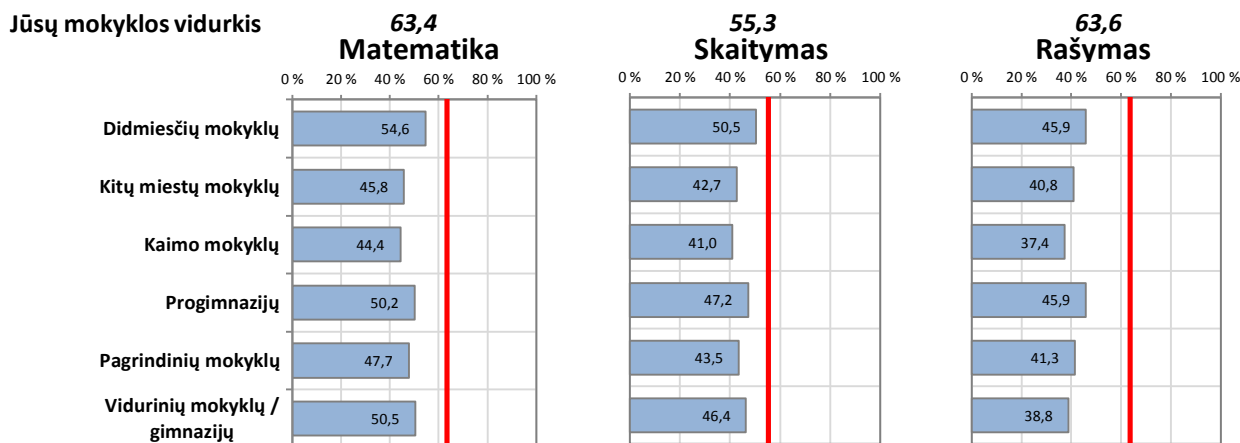 Jūsų mokyklos vidurkis 63,4 55,3 63,6
Matematika Skaitymas Rašymas
0 % 20 % 40 % 60 % 80 % 100 % 0 % 20 % 40 % 60 % 80 % 100 % 0 % 20 % 40 % 60 % 80 % 100 %
Didmiesčių mokyklų 54,6 50,5 45,9
Kitų miestų mokyklų 45,8 42,7 40,8
Kaimo mokyklų 44,4 41,0 37,4
Progimnazijų 50,2 47,2 45,9
Pagrindinių mokyklų 47,7 43,5 41,3
Vidurinių mokyklų /
gimnazijų 50,5 46,4 38,8